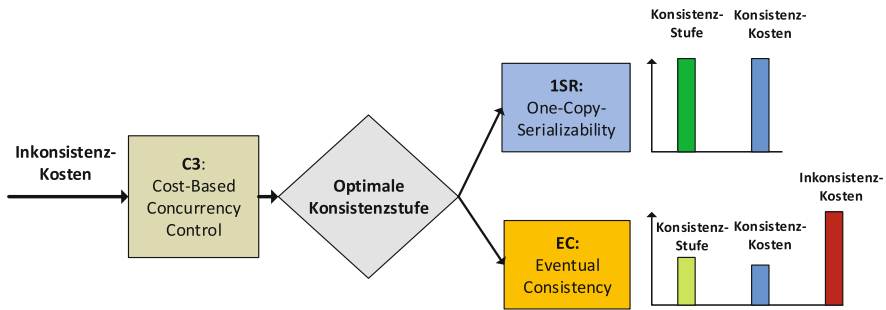 Inkonsistenz-
Kosten
C3:
Cost-Based
Concurrency
Control
Optimale
Konsistenzstufe
1SR:
One-Copy-
Serializability
Konsistenz-
Stufe
Konsistenz-
Kosten
EC:
Eventual
Consistency
Konsistenz-
Stufe
Konsistenz-
Kosten
Inkonsistenz-
Kosten